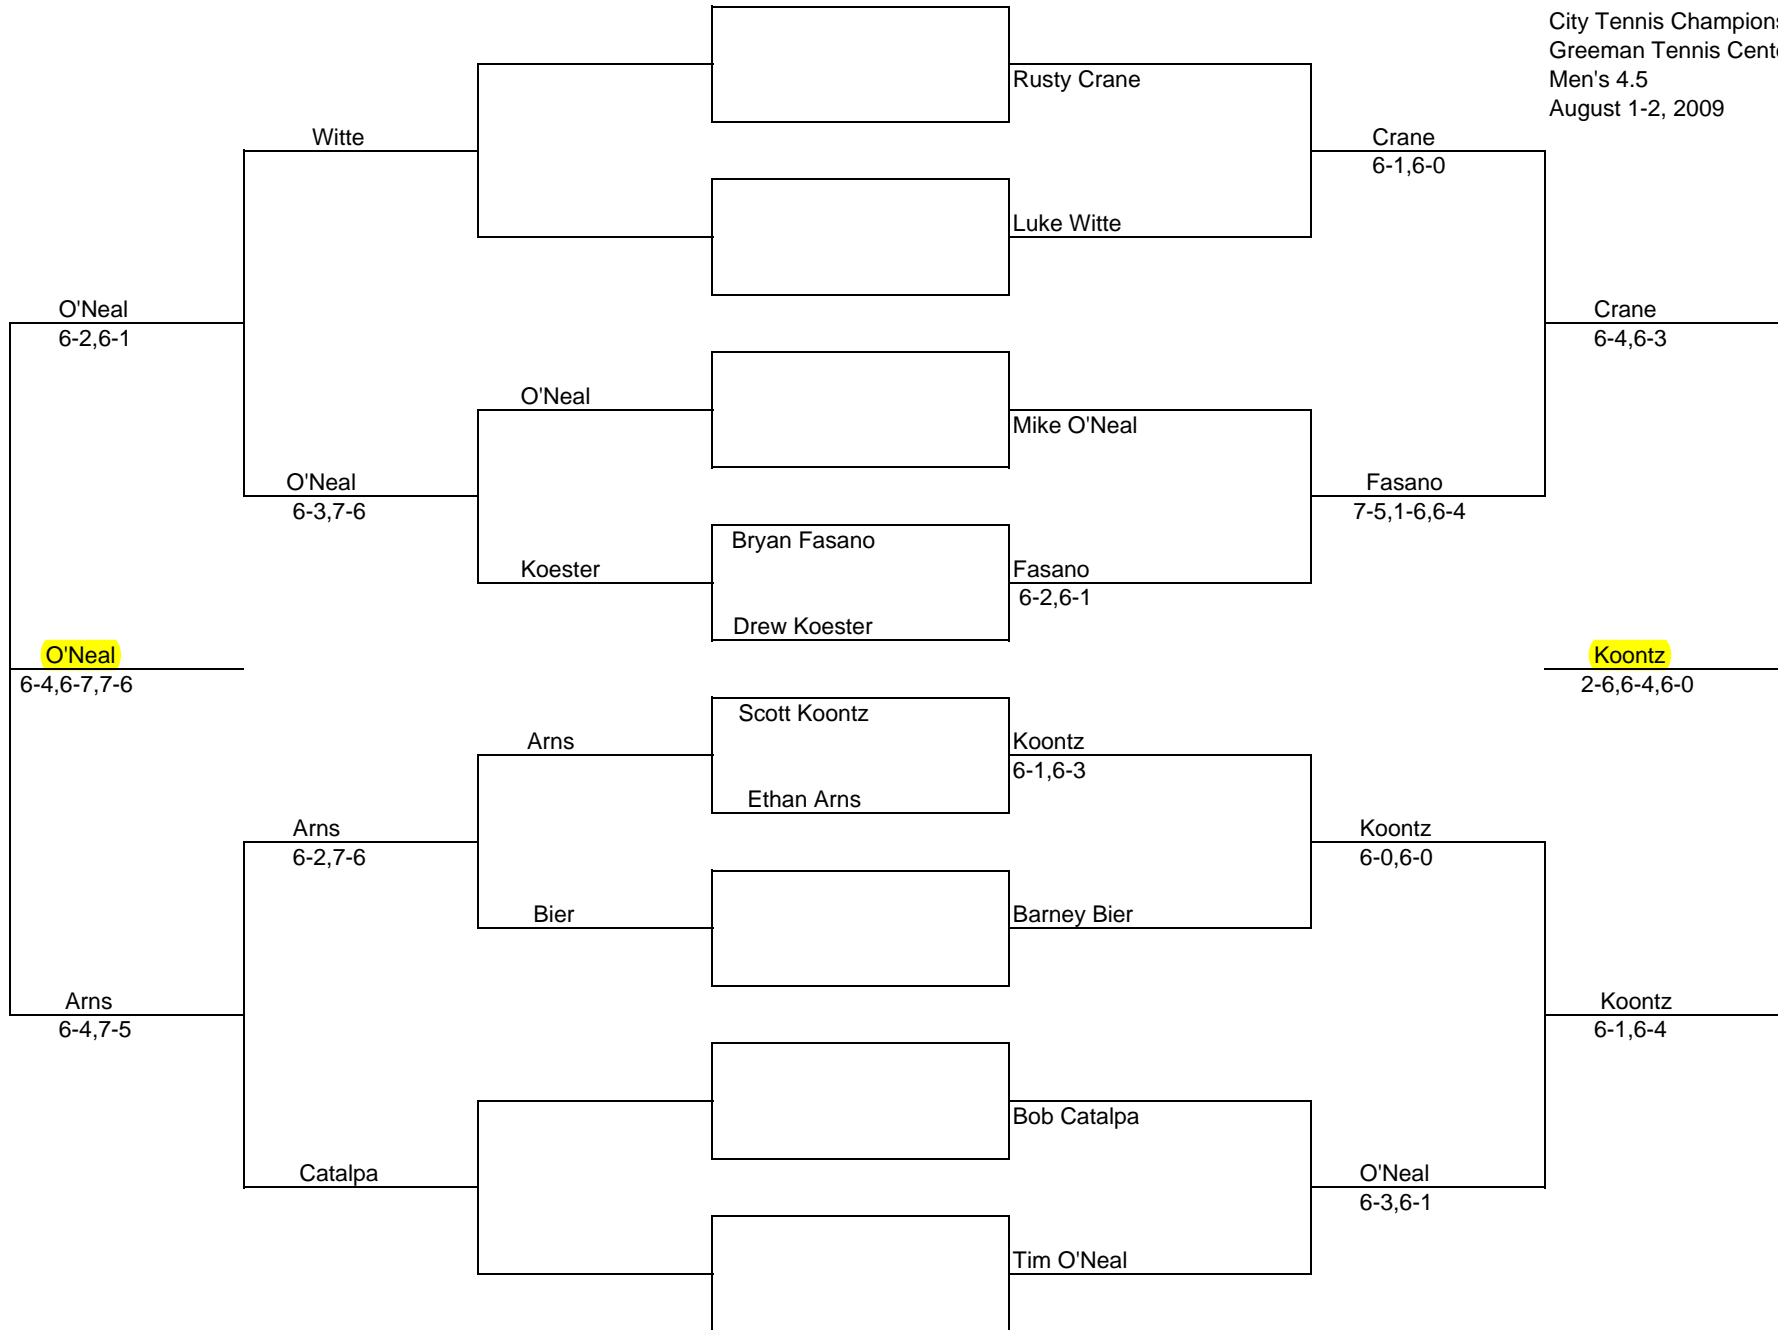 City Tennis Champions
Greeman Tennis Cent
Men's 4.5
August 1-2, 2009
Rusty Crane
Witte
Crane
6-1,6-0
Luke Witte
O'Neal
6-2,6-1
Crane
6-4,6-3
O'Neal
Mike O'Neal
O'Neal
6-3,7-6
Fasano
7-5,1-6,6-4
Bryan Fasano
Koester
Fasano
6-2,6-1
Drew Koester
O'Neal
6-4,6-7,7-6
Koontz
2-6,6-4,6-0
Scott Koontz
Arns
Koontz
6-1,6-3
Ethan Arns
Arns
6-2,7-6
Koontz
6-0,6-0
Bier
Barney Bier
Arns
6-4,7-5
Koontz
6-1,6-4
Bob Catalpa
Catalpa
O'Neal
6-3,6-1
Tim O'Neal